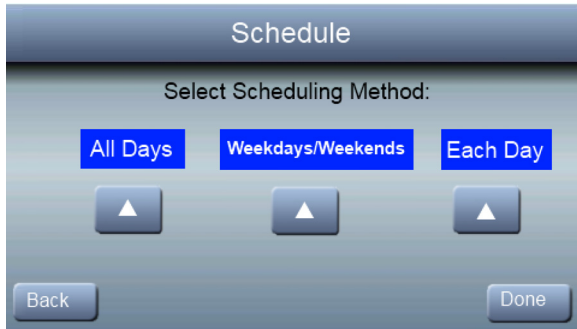 Schedule
Select Scheduling Method:
All Days
Weekdays/Weekends
Each Day
Back
Done